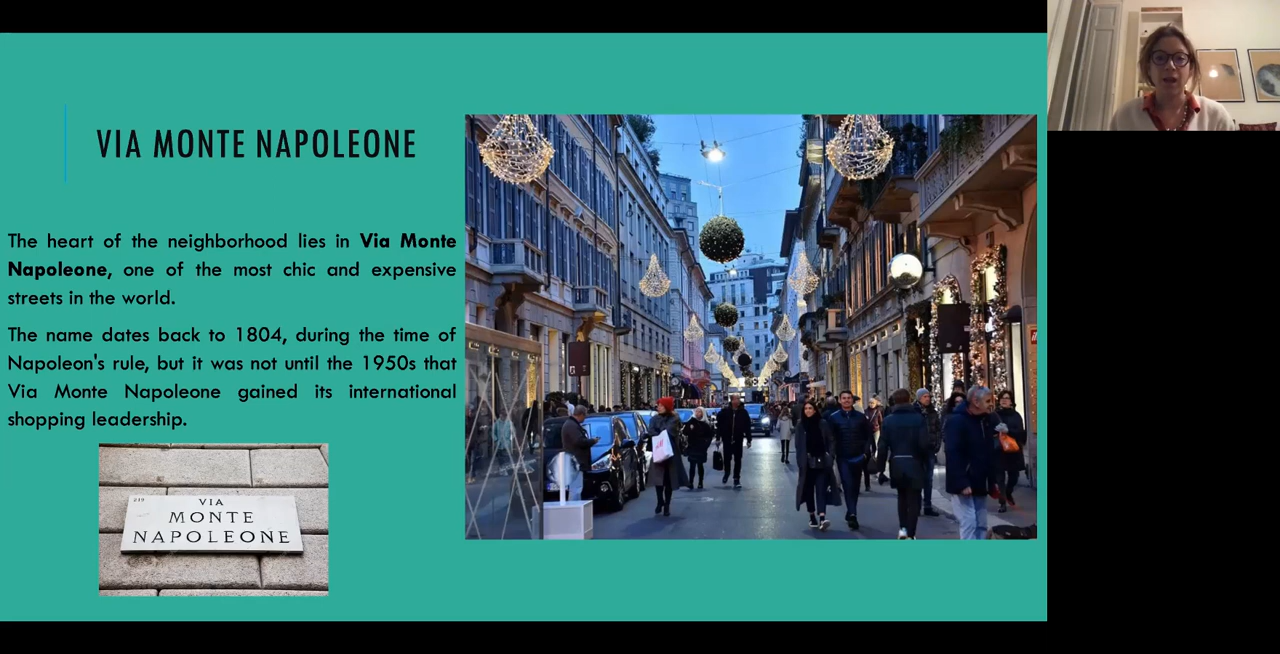 VIA MONTE NAPOLEONE
The heart of the neighborhood lies in Via Monte
Napoleone, one of the most chic and expensive
streets in the world.
The name dates back to 1804, during the time of
Napoleon's rule, but it was not until the 1950s that
Via Monte Napoleone gained its international
shopping leadership.
VIA
MONTE
NAPOLEONE